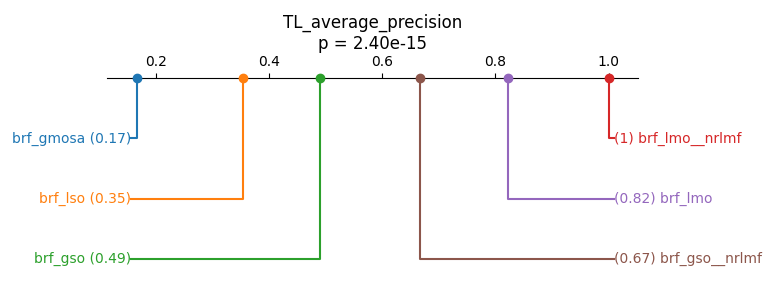 TL_average_precision
p = 2.40e-15
0.2 0.4 0.6 0.8 1.0
brf_gmosa (0.17) (1) brf_lmo__nrlmf
brf_lso (0.35) (0.82) brf_lmo
brf_gso (0.49) (0.67) brf_gso__nrlmf